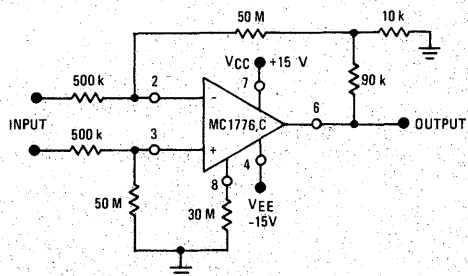 50 M
10 k
500 k
2
VCC
+15 V
7
90 k
−
MC1776,C
6
OUTPUT
INPUT
500 k
3
+
4
8
50 M
30 M
VEE
-15V